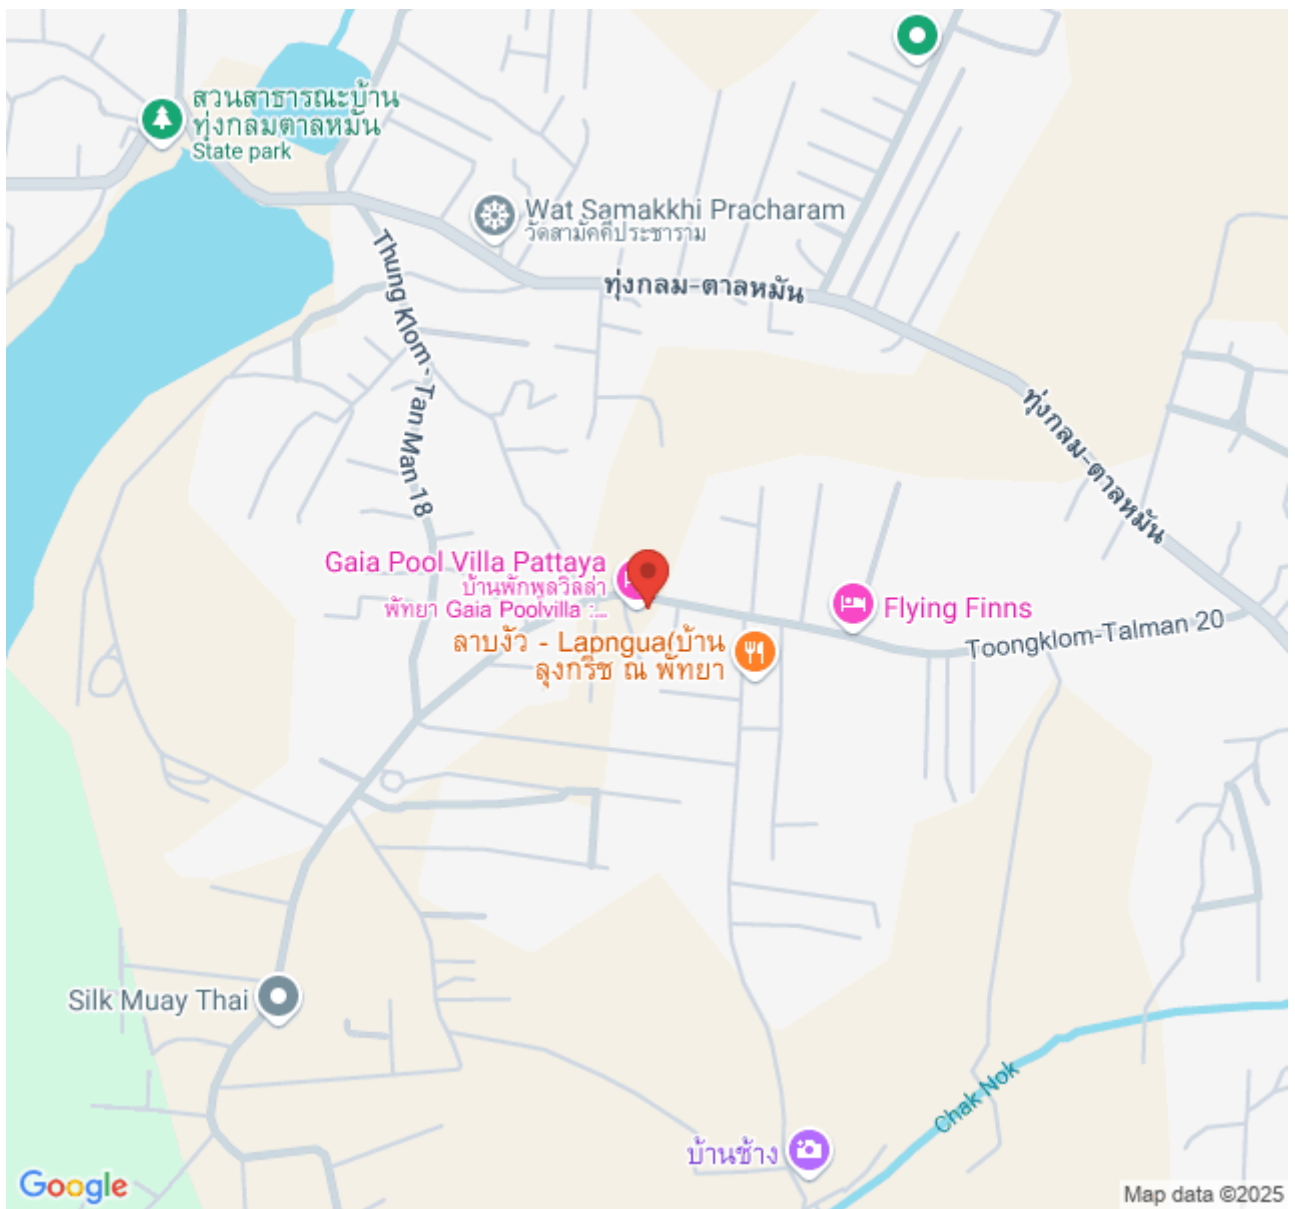 สวนสาธารณะบ้าน
ทุ่งกลมตาลหมัน
State park
Wat Samakkhi Pracharam
วัดสามัคคีประชาราม
Thung Klom - Tan Man 18
ทุ่งกลม-ตาลหมัน
ทุ่งกลม-ตาลหมัน
Gaia Pool Villa Pattaya
บ้านพักพูลวิลล่า
พัทยา Gaia Poolvilla :...
Flying Finns
ลาบงัว - Lapngua(บ้าน
ลุงกริช ณ พัทยา
Toongklom-Talman 20
Silk Muay Thai
Chak Nok
บ้านช้าง
Google
Map data ©2025